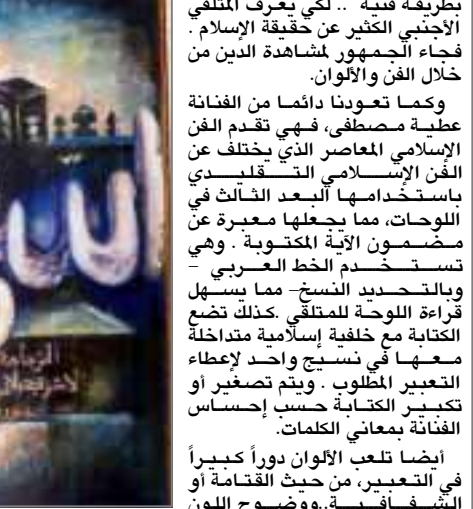 بطريقة فنية .. لكي يعرف المتلقي
الأجنبي الكثير عن حقيقة الإسلام .
فجاء الجمهور لمشاهدة الدين من
خلال الفن والألوان.
وكما تعودنا دائما من الفنانة
عطية مصطفى، فهي تقدم الفن
الإسلامي المعاصر الذي يختلف عن
الفن الإسلامي التقليدي
باستخدامها البعد الثالث في
اللوحات، مما يجعلها معبرة عن
مضمون الآية المكتوبة . وهي
تستخدم الخط العربي –
وبالتحديد النسخ– مما يسهل
قراءة اللوحة للمتلقي .كذلك تضع
الكتابة مع خلفية إسلامية متداخلة
معها في نسيج واحد لإعطاء
التعبير المطلوب . ويتم تصغير أو
تكبير الكتابة حسب إحساس
الفنانة بمعاني الكلمات.
أيضا تلعب الألوان دوراً كبيراً
في التعبير، من حيث القتامة أو
الشفافية..ووضوح اللون